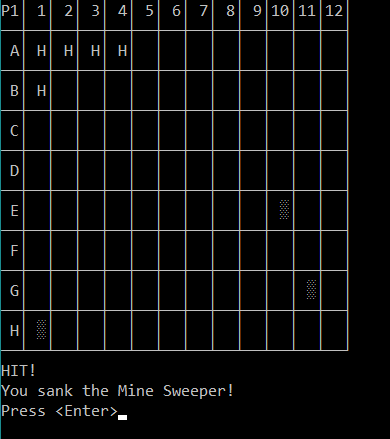 P1 1 2 3 4 5 6 7 8 9 10 11 12
A H H H H
B H
C
D
E ▒
F
G ▒
H ▒
HIT!
You sank the Mine Sweeper!
Press <Enter>